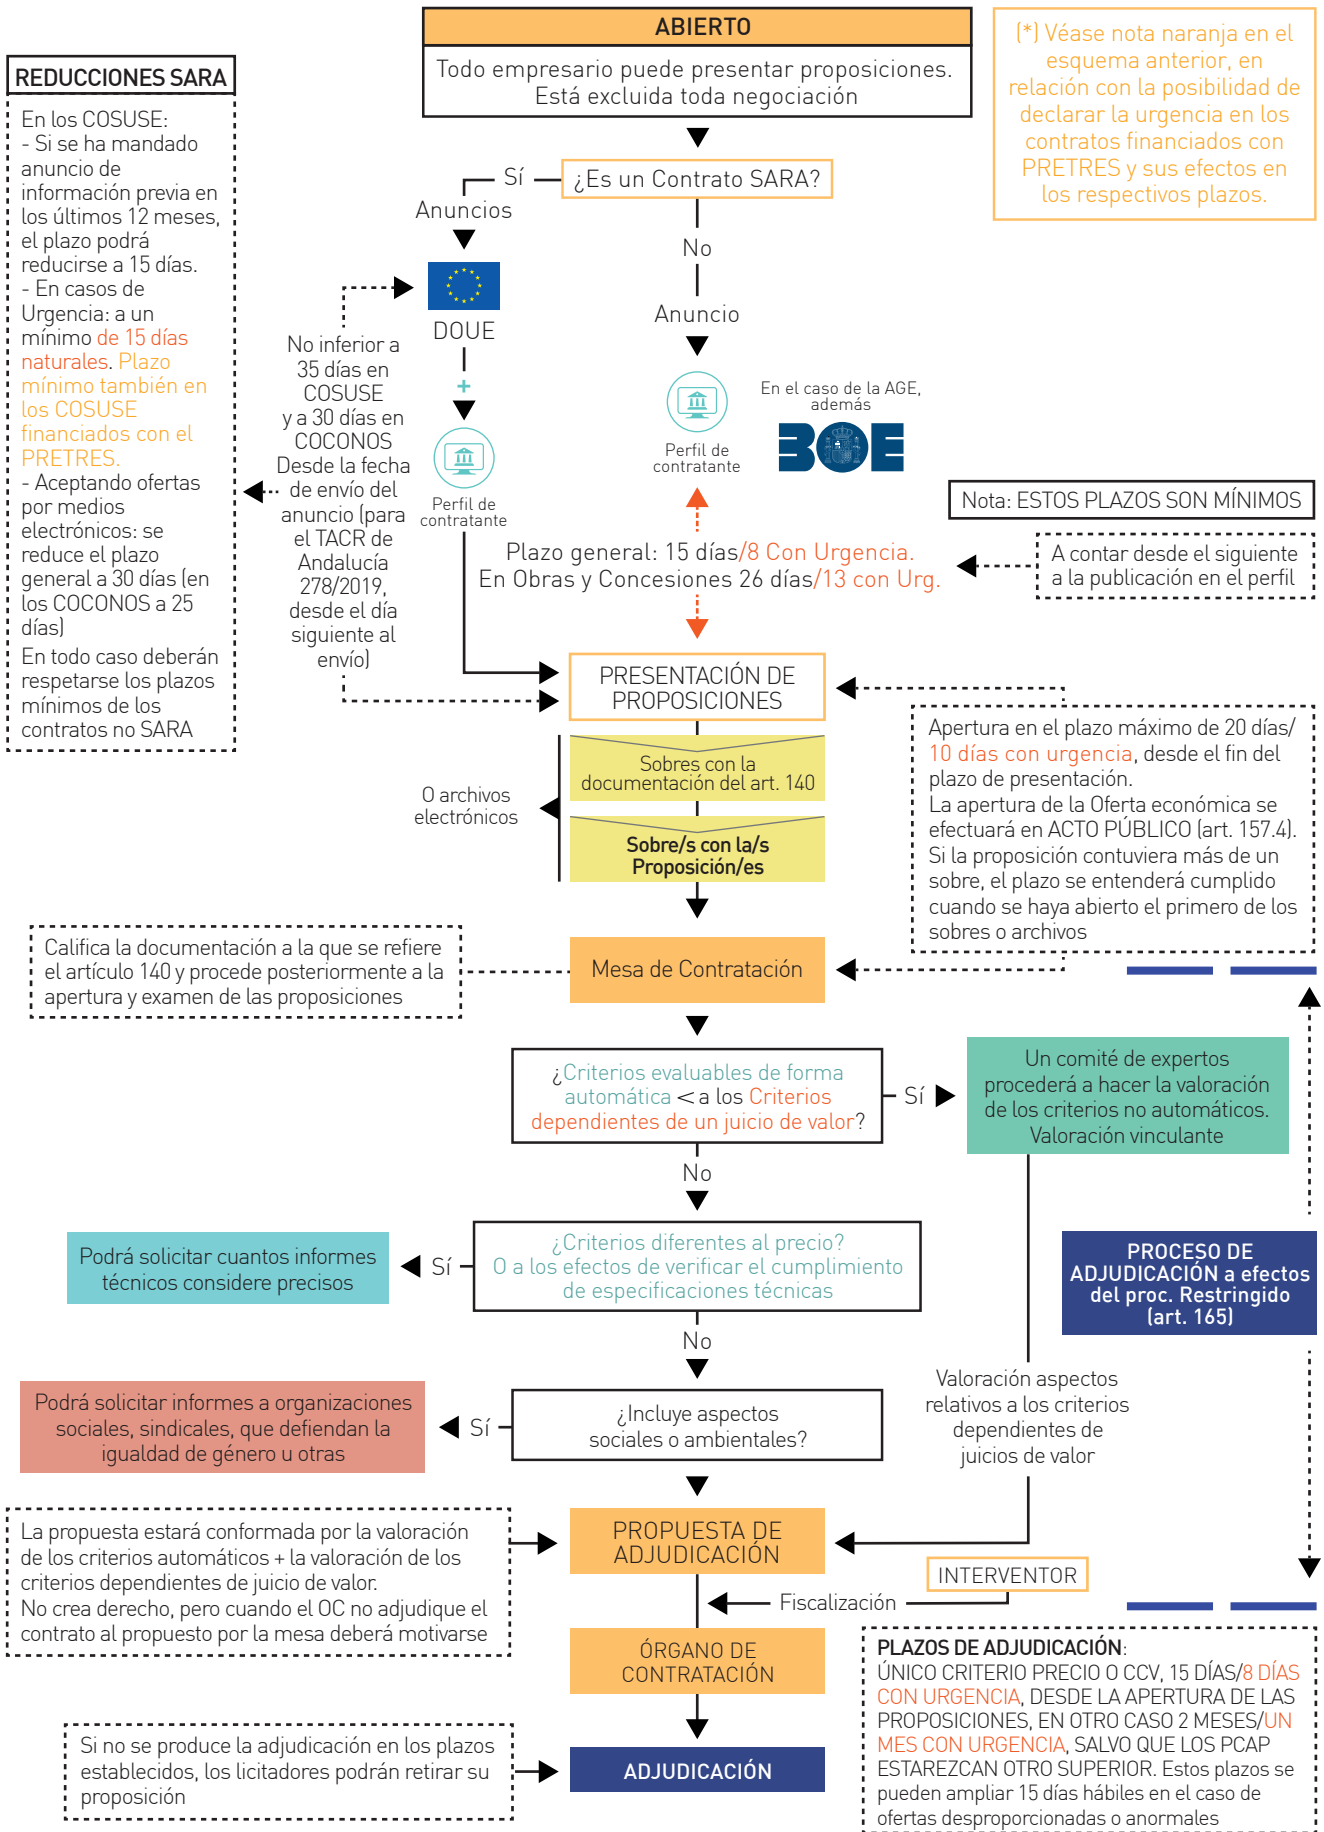 ABIERTO
Todo empresario puede presentar proposiciones.
Está excluida toda negociación
(*) Véase nota naranja en el
esquema anterior, en
relación con la posibilidad de
declarar la urgencia en los
contratos financiados con
PRETRES y sus efectos en
los respectivos plazos.
REDUCCIONES SARA
En los COSUSE:
- Si se ha mandado
anuncio de
información previa en
los últimos 12 meses,
el plazo podrá
reducirse a 15 días.
- En casos de
Urgencia: a un
mínimo de 15 días
naturales. Plazo
mínimo también en
los COSUSE
financiados con el
PRETRES.
- Aceptando ofertas
por medios
electrónicos: se
reduce el plazo
general a 30 días (en
los COCONOS a 25
días)
En todo caso deberán
respetarse los plazos
mínimos de los
contratos no SARA
¿Es un Contrato SARA?
Sí
Anuncios
DOUE
+
Perfil de
contratante
No inferior a
35 días en
COSUSE
y a 30 días en
COCONOS
Desde la fecha
de envío del
anuncio (para
el TACR de
Andalucía
278/2019,
desde el día
siguiente al
envío)
No
Anuncio
Perfil de
contratante
En el caso de la AGE,
además
BOE
Nota: ESTOS PLAZOS SON MÍNIMOS
Plazo general: 15 días/8 Con Urgencia.
En Obras y Concesiones 26 días/13 con Urg.
A contar desde el siguiente
a la publicación en el perfil
PRESENTACIÓN DE
PROPOSICIONES
Sobres con la
documentación del art. 140
O archivos
electrónicos
Sobre/s con la/s
Proposición/es
Apertura en el plazo máximo de 20 días/
10 días con urgencia, desde el fin del
plazo de presentación.
La apertura de la Oferta económica se
efectuará en ACTO PÚBLICO (art. 157.4).
Si la proposición contuviera más de un
sobre, el plazo se entenderá cumplido
cuando se haya abierto el primero de los
sobres o archivos
Califica la documentación a la que se refiere
el artículo 140 y procede posteriormente a la
apertura y examen de las proposiciones
Mesa de Contratación
¿Criterios evaluables de forma
automática < a los Criterios
dependientes de un juicio de valor?
Sí
Un comité de expertos
procederá a hacer la valoración
de los criterios no automáticos.
Valoración vinculante
No
¿Criterios diferentes al precio?
O a los efectos de verificar el cumplimiento
de especificaciones técnicas
Sí
Podrá solicitar cuantos informes
técnicos considere precisos
PROCESO DE
ADJUDICACIÓN a efectos
del proc. Restringido
(art. 165)
No
¿Incluye aspectos
sociales o ambientales?
Sí
Podrá solicitar informes a organizaciones
sociales, sindicales, que defiendan la
igualdad de género u otras
Valoración aspectos
relativos a los criterios
dependientes de
juicios de valor
La propuesta estará conformada por la valoración
de los criterios automáticos + la valoración de los
criterios dependientes de juicio de valor.
No crea derecho, pero cuando el OC no adjudique el
contrato al propuesto por la mesa deberá motivarse
PROPUESTA DE
ADJUDICACIÓN
INTERVENTOR
Fiscalización
ÓRGANO DE
CONTRATACIÓN
PLAZOS DE ADJUDICACIÓN:
ÚNICO CRITERIO PRECIO O CCV, 15 DÍAS/8 DÍAS
CON URGENCIA, DESDE LA APERTURA DE LAS
PROPOSICIONES, EN OTRO CASO 2 MESES/UN
MES CON URGENCIA, SALVO QUE LOS PCAP
ESTAREZCAN OTRO SUPERIOR. Estos plazos se
pueden ampliar 15 días hábiles en el caso de
ofertas desproporcionadas o anormales
Si no se produce la adjudicación en los plazos
establecidos, los licitadores podrán retirar su
proposición
ADJUDICACIÓN